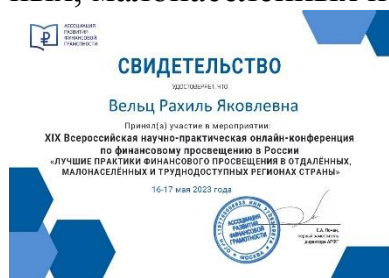 АССОЦИАЦИЯ
РАЗВИТИЯ
ФИНАНСОВОЙ
ГРАМОТНОСТИ
СВИДЕТЕЛЬСТВО
УДОСТОВЕРЯЕТ, ЧТО
Вельц Рахиль Яковлевна
Принял(а) участие в мероприятии:
XIX Всероссийская научно-практическая онлайн-конференция
по финансовому просвещению в России
«ЛУЧШИЕ ПРАКТИКИ ФИНАНСОВОГО ПРОСВЕЩЕНИЯ В ОТДАЛЁННЫХ,
МАЛОНАСЕЛЁННЫХ И ТРУДНОДОСТУПНЫХ РЕГИОНАХ СТРАНЫ»
16-17 мая 2023 года
АССОЦИАЦИЯ
РАЗВИТИЯ
ФИНАНСОВОЙ
ГРАМОТНОСТИ
МОСКВА